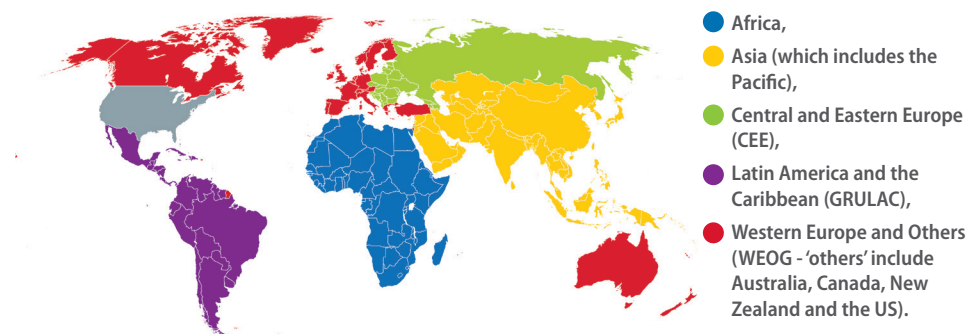 Africa,
Asia (which includes the
Pacific),
Central and Eastern Europe
(CEE),
Latin America and the
Caribbean (GRULAC),
Western Europe and Others
(WEOG - ‘others’ include
Australia, Canada, New
Zealand and the US).